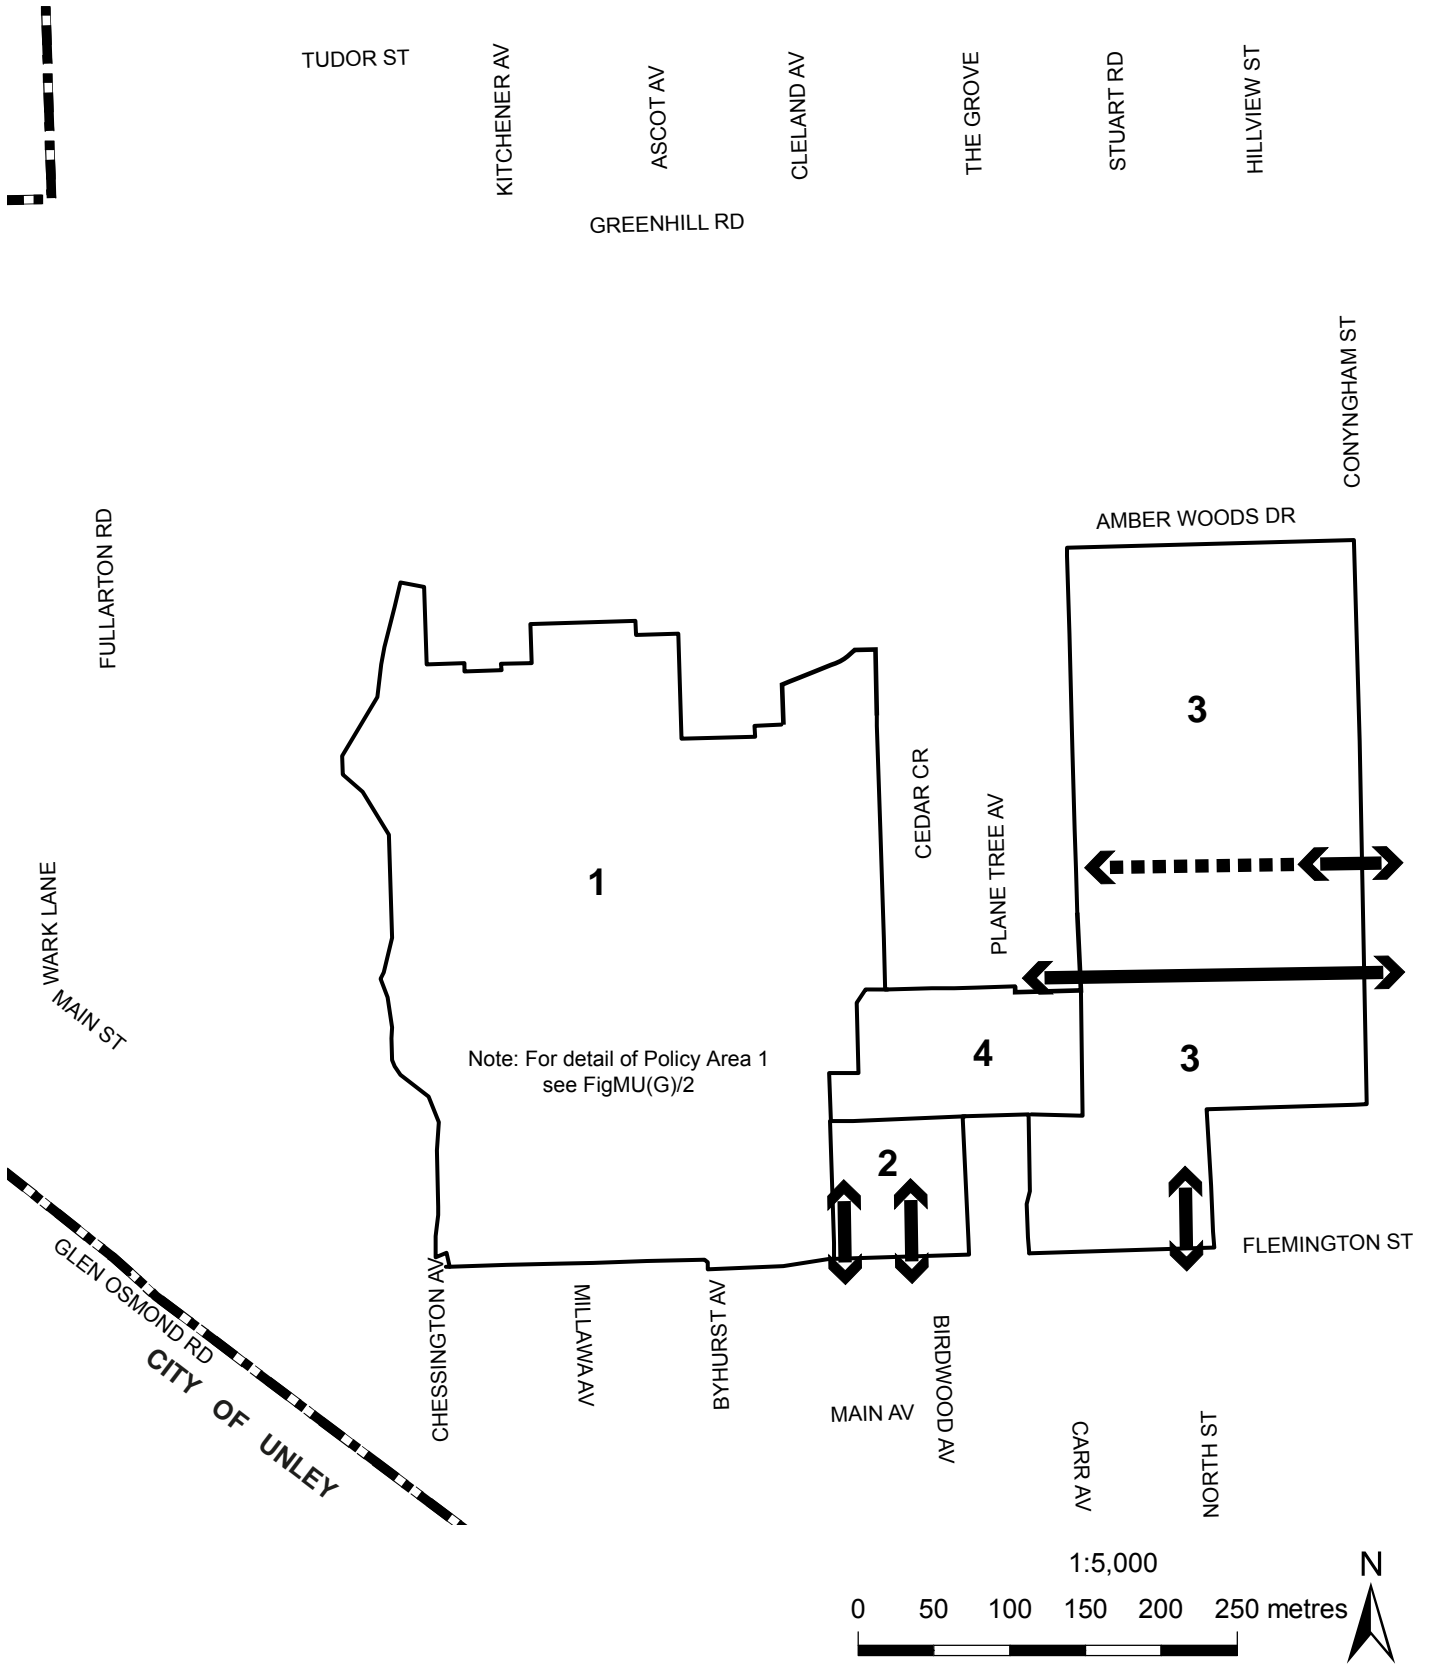 TUDOR ST
KITCHENER AV
ASCOT AV
CLELAND AV
THE GROVE
STUART RD
HILLVIEW ST
GREENHILL RD
CONYNGHAM ST
AMBER WOODS DR
FULLARTON RD
3
CEDAR CR
PLANE TREE AV
1
WARK LANE
MAIN ST
Note: For detail of Policy Area 1
see FigMU(G)/2
4
3
2
FLEMINGTON ST
GLEN OSMOND RD
CITY OF UNLEY
CHESSINGTON AV
MILLAWA AV
BYHURST AV
MAIN AV
BIRDWOOD AV
CARR AV
NORTH ST
1:5,000
N
0 50 100 150 200 250 metres